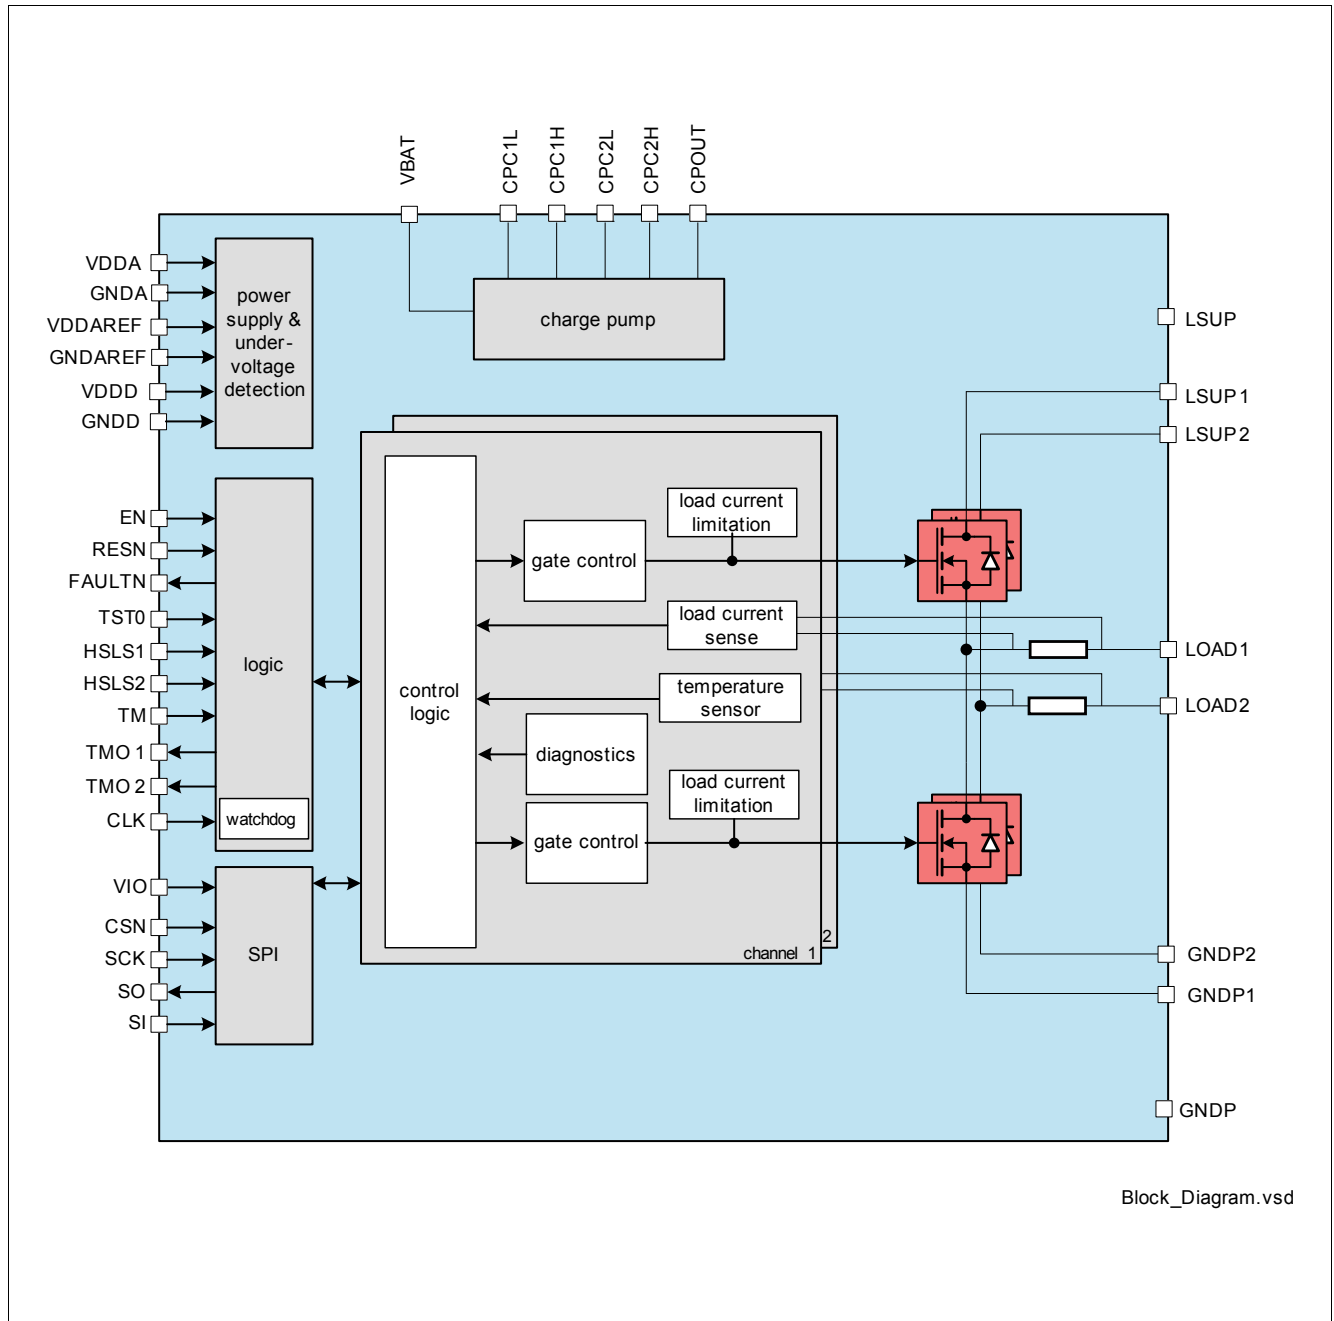 VBAT
CPC1L
CPC1H
CPC2L
CPC2H
CPOUT
VDDA
GNDA
VDDAREF
GNDAREF
VDDD
GNDD
power
supply &
under-
voltage
detection
charge pump
LSUP
LSUP1
LSUP2
EN
RESN
FAULTN
TST0
HSLS1
HSLS2
TM
TMO 1
TMO 2
CLK
logic
watchdog
control
logic
gate control
load current
limitation
load current
sense
temperature
sensor
diagnostics
load current
limitation
gate control
LOAD1
LOAD2
VIO
CSN
SCK
SO
SI
SPI
2
channel 1
GNDP2
GNDP1
GNDP
Block_Diagram.vsd